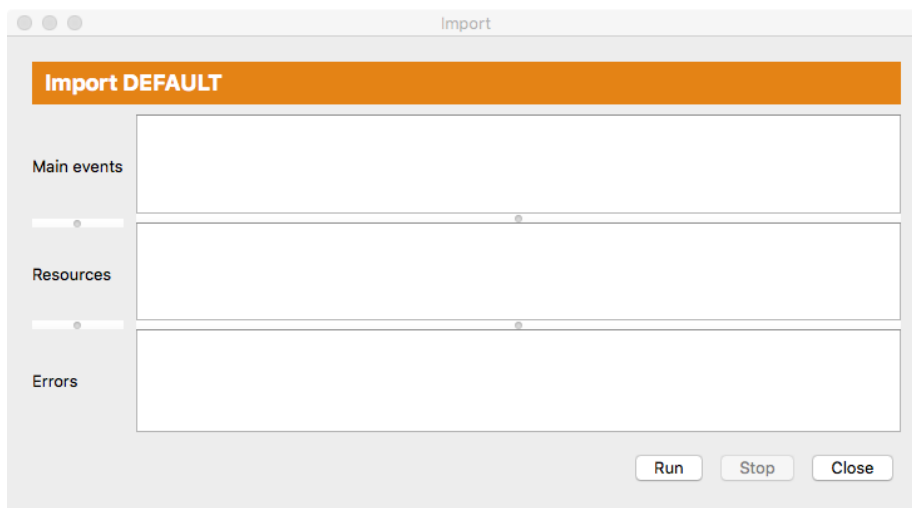 Import
Import DEFAULT
Main events
Resources
Errors
Run Stop Close